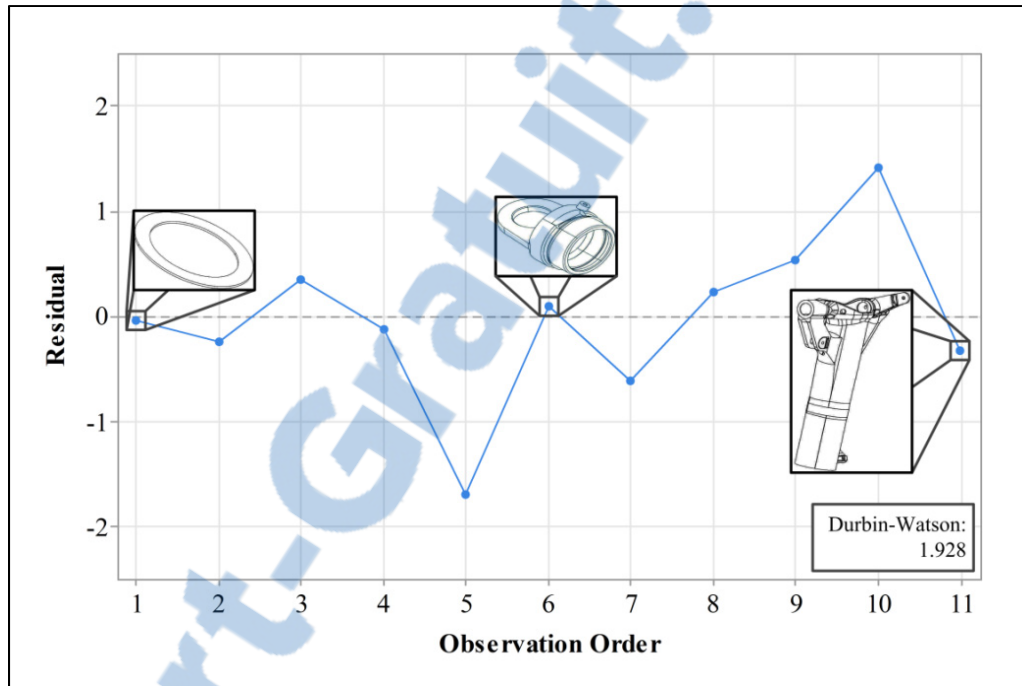 2
1
0
-1
-2
Residual
Durbin-Watson:
1.928
1 2 3 4 5 6 7 8 9 10 11
Observation Order
rt-Gratuit.